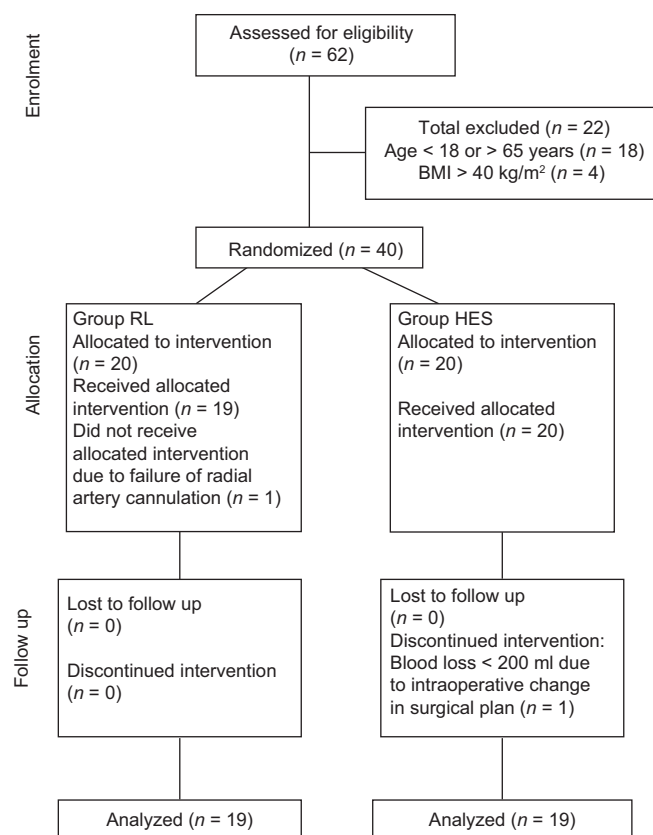 Enrolment
Assessed for eligibility
(n = 62)
Total excluded (n = 22)
Age < 18 or > 65 years (n = 18)
BMI > 40 kg/m² (n = 4)
Randomized (n = 40)
Allocation
Group RL
Allocated to intervention
(n = 20)
Received allocated
intervention (n = 19)
Did not receive
allocated intervention
due to failure of radial
artery cannulation (n = 1)
Group HES
Allocated to intervention
(n = 20)
Received allocated
intervention (n = 20)
Follow up
Lost to follow up
(n = 0)
Discontinued intervention
(n = 0)
Lost to follow up
(n = 0)
Discontinued intervention:
Blood loss < 200 ml due
to intraoperative change
in surgical plan (n = 1)
Analyzed (n = 19)
Analyzed (n = 19)